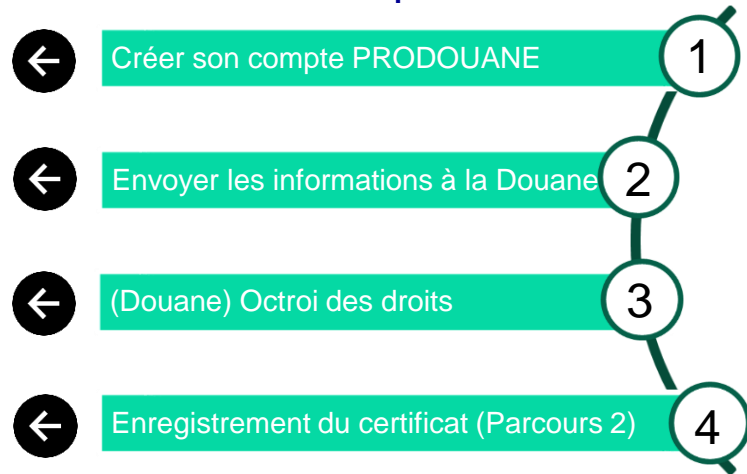 Créer son compte PRODOUANE 1
Envoyer les informations à la Douane 2
(Douane) Octroi des droits 3
Enregistrement du certificat (Parcours 2) 4